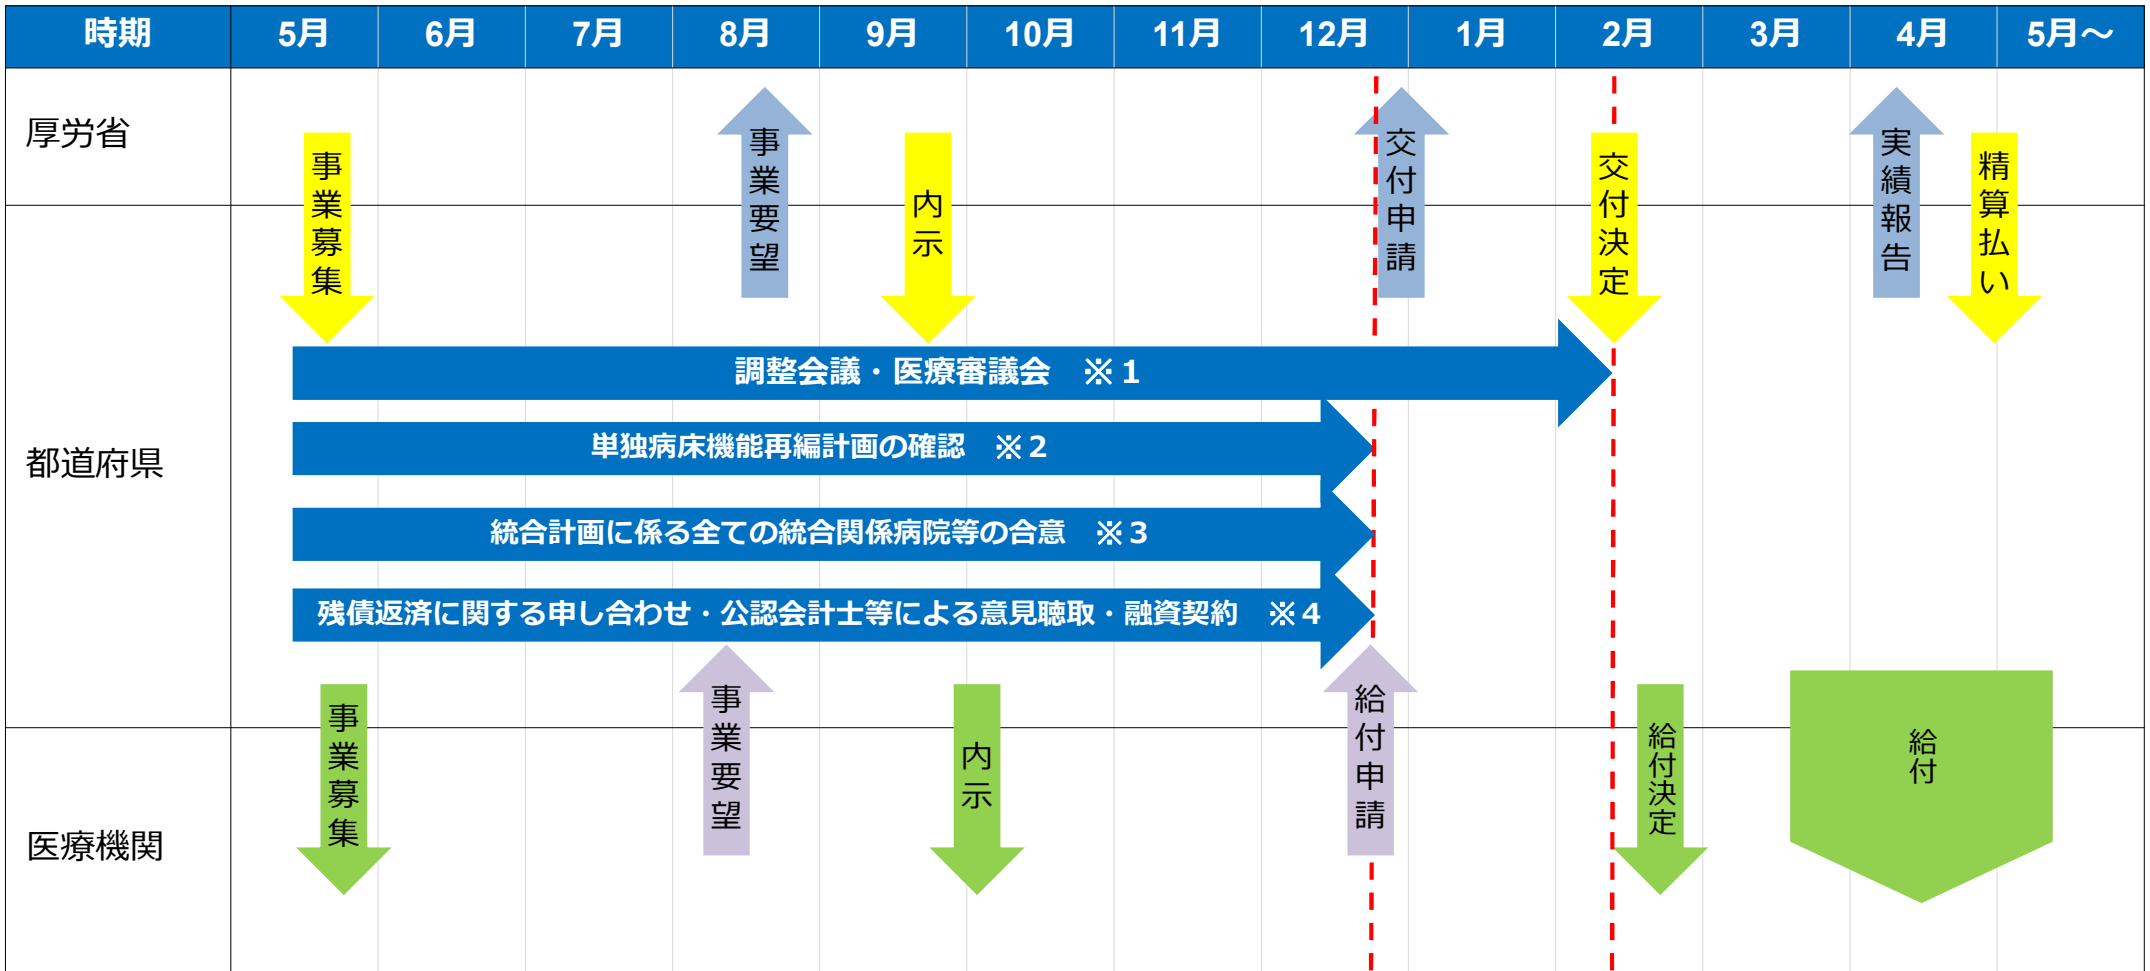 時期 5月 6月 7月 8月 9月 10月 11月 12月 1月 2月 3月 4月 5月～
厚労省
事業募集
事業要望
内示
交付申請
交付決定
実績報告
精算払い
都道府県
調整会議・医療審議会　※１
単独病床機能再編計画の確認　※２
統合計画に係る全ての統合関係病院等の合意　※３
残債返済に関する申し合わせ・公認会計士等による意見聴取・融資契約　※４
医療機関
事業募集
事業要望
内示
給付申請
給付決定
給付